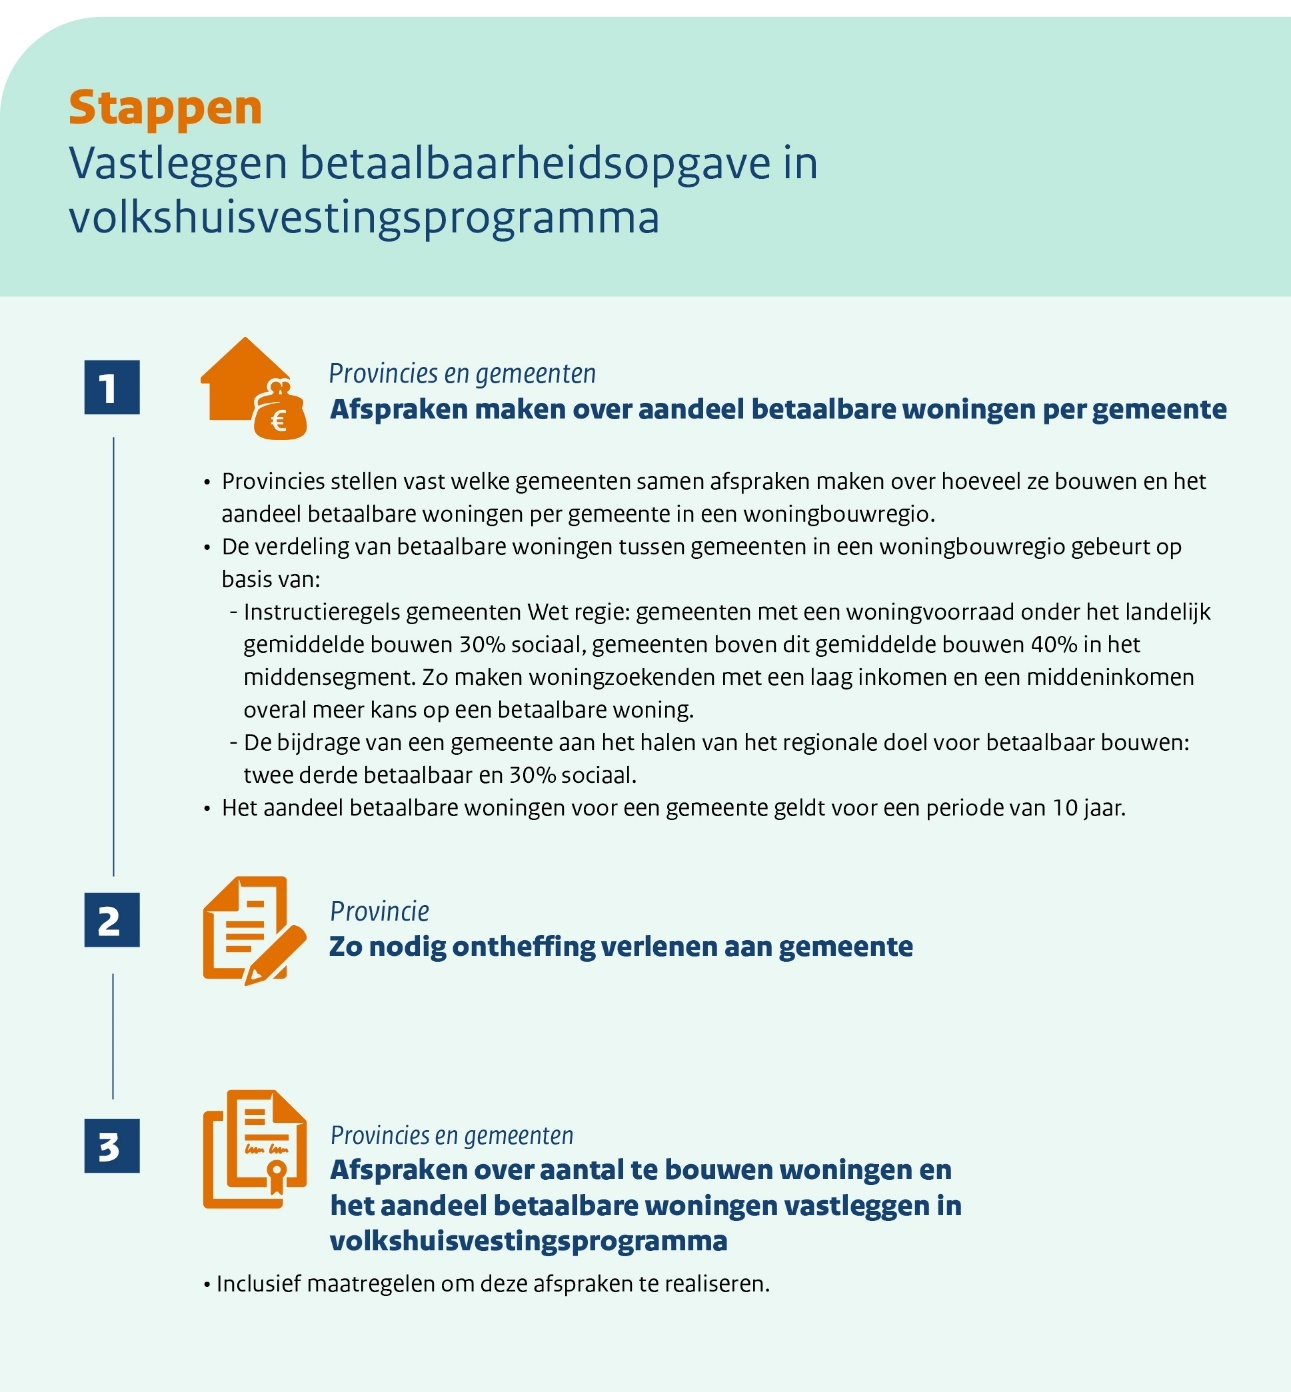 Stappen
Vastleggen betaalbaarheidsopgave in
volkshuisvestingsprogramma
1
Provincies en gemeenten
Afspraken maken over aandeel betaalbare woningen per gemeente
€
• Provincies stellen vast welke gemeenten samen afspraken maken over hoeveel ze bouwen en het
aandeel betaalbare woningen per gemeente in een woningbouwregio.
• De verdeling van betaalbare woningen tussen gemeenten in een woningbouwregio gebeurt op
basis van:
- Instructieregels gemeenten Wet regie: gemeenten met een woningvoorraad onder het landelijk
gemiddelde bouwen 30% sociaal, gemeenten boven dit gemiddelde bouwen 40% in het
middensegment. Zo maken woningzoekenden met een laag inkomen en een middeninkomen
overal meer kans op een betaalbare woning.
- De bijdrage van een gemeente aan het halen van het regionale doel voor betaalbaar bouwen:
twee derde betaalbaar en 30% sociaal.
• Het aandeel betaalbare woningen voor een gemeente geldt voor een periode van 10 jaar.
2
Provincie
Zo nodig ontheffing verlenen aan gemeente
3
Provincies en gemeenten
Afspraken over aantal te bouwen woningen en
het aandeel betaalbare woningen vastleggen in
volkshuisvestingsprogramma
• Inclusief maatregelen om deze afspraken te realiseren.